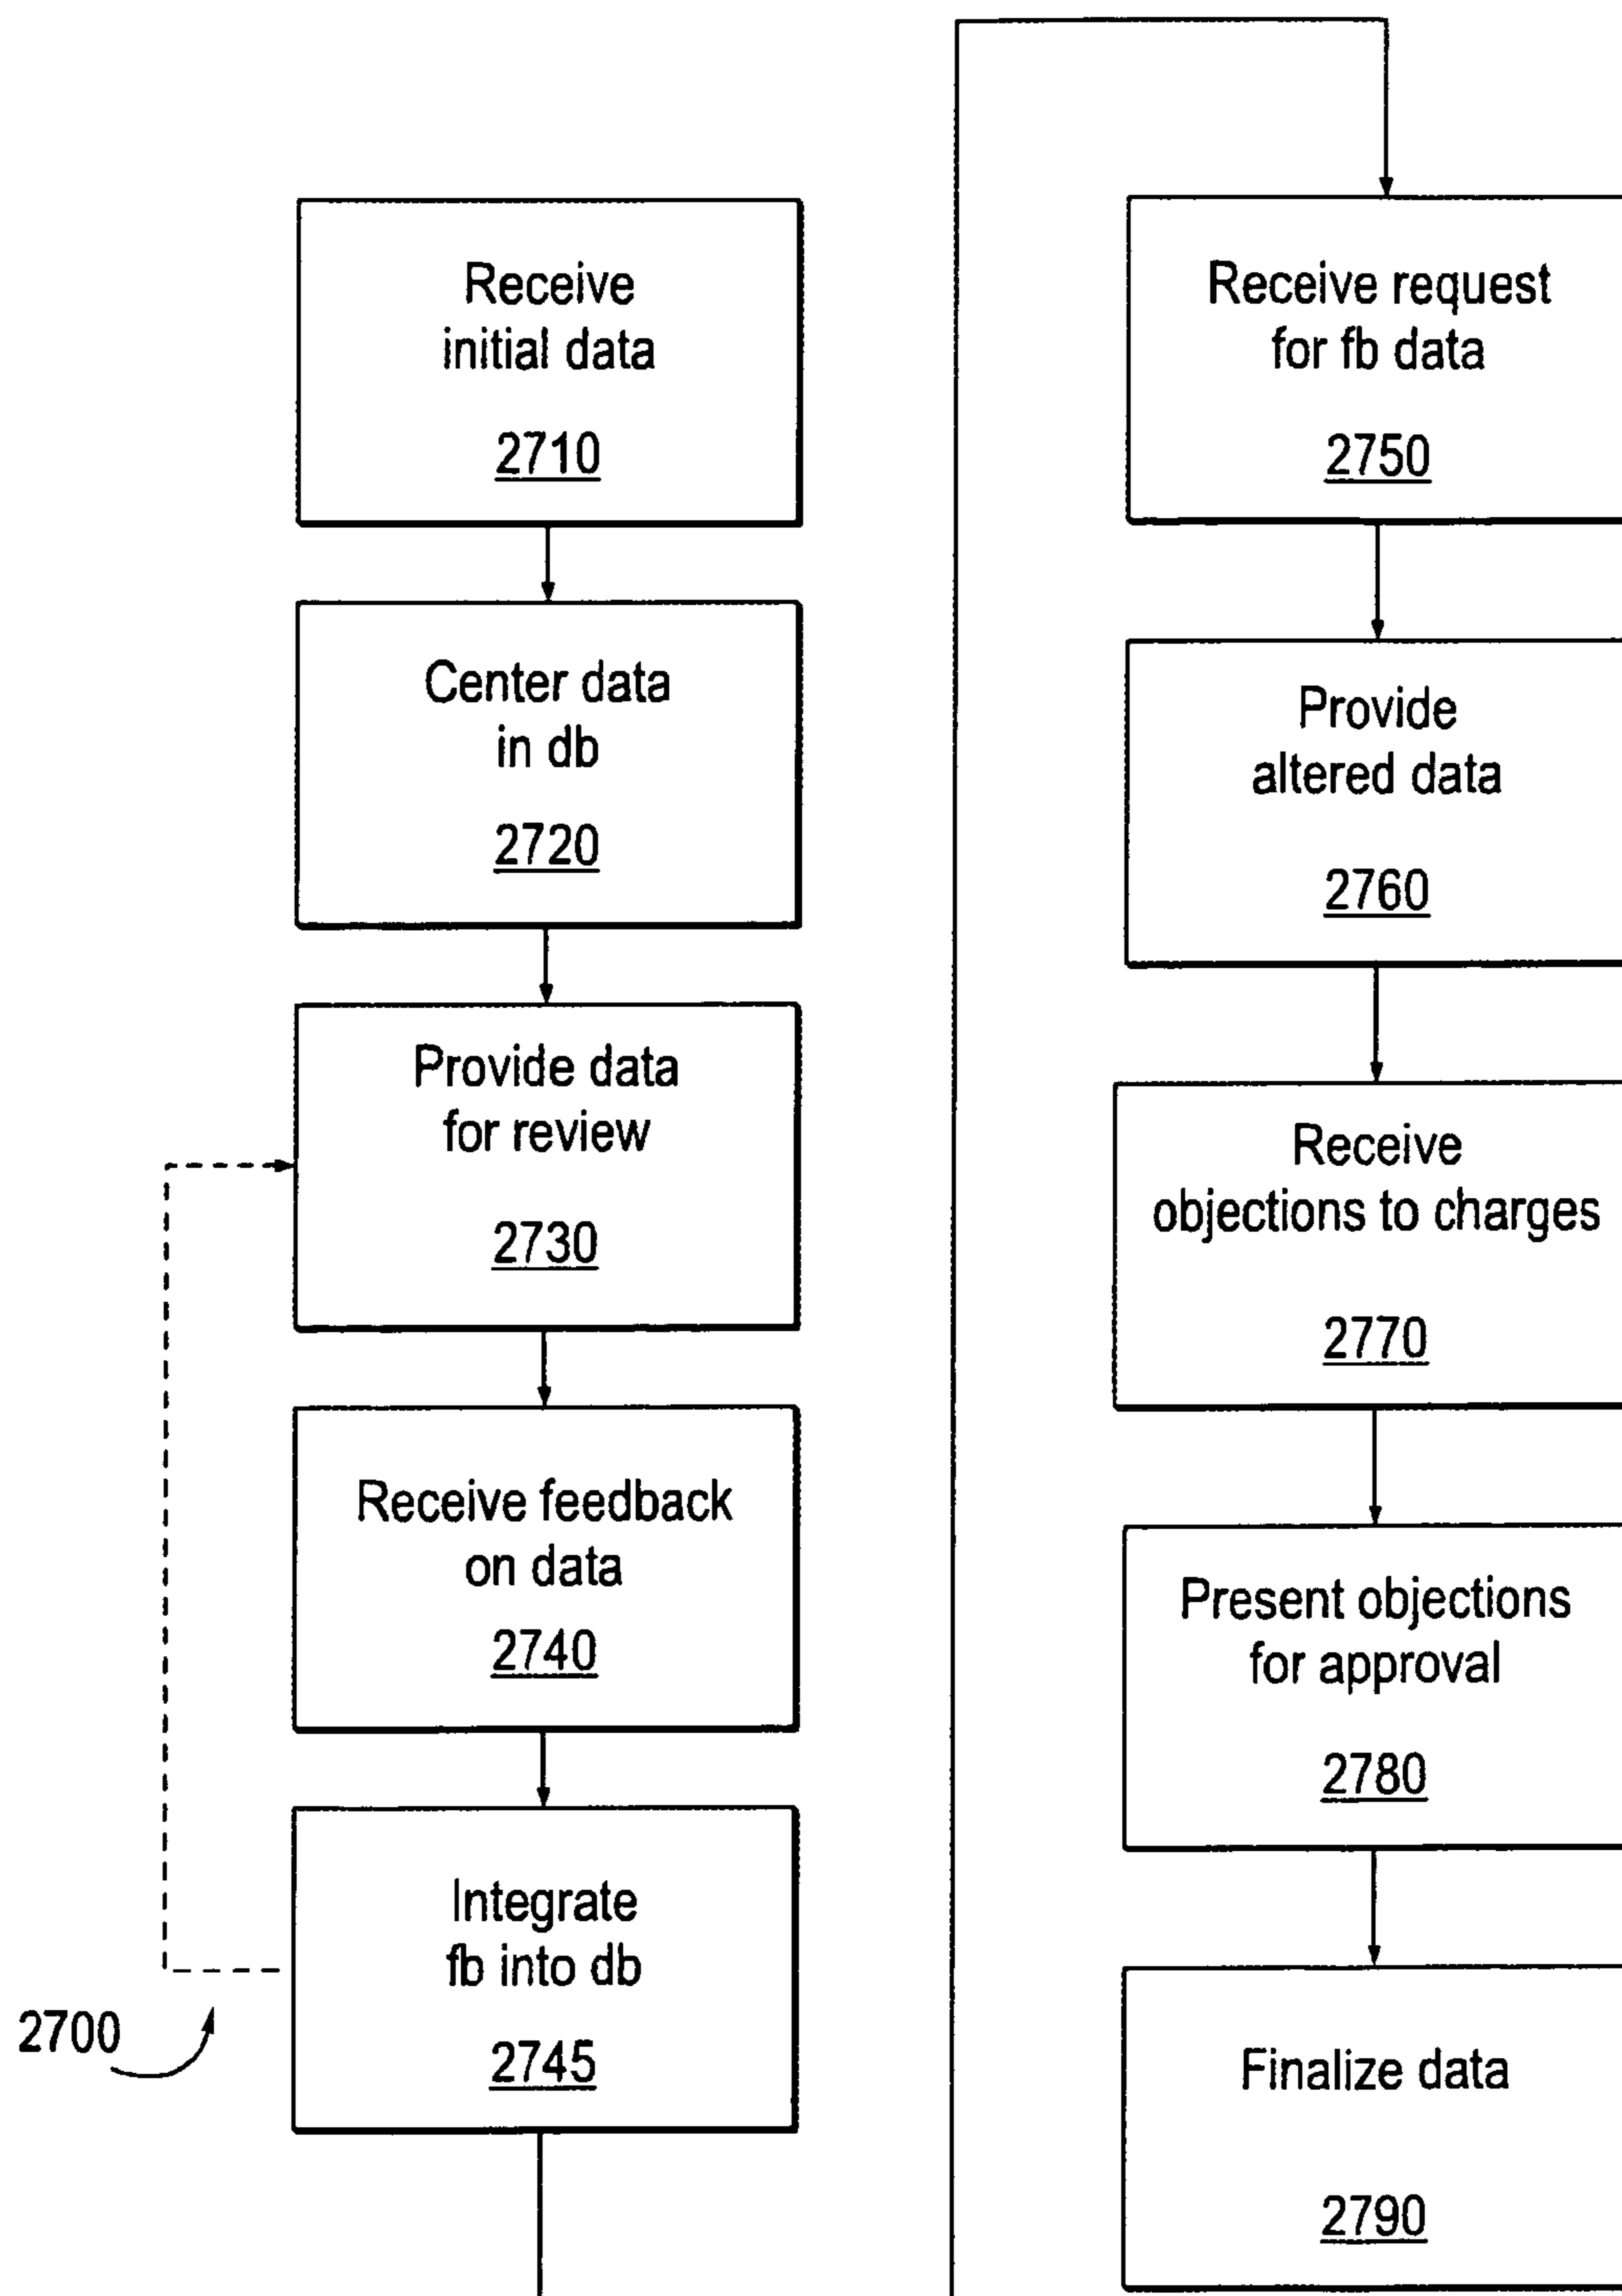 Receive
initial data
2710
Center data
in db
2720
Provide data
for review
2730
Receive feedback
on data
2740
Integrate
fb into db
2745
2700
Receive request
for fb data
2750
Provide
altered data
2760
Receive
objections to charges
2770
Present objections
for approval
2780
Finalize data
2790